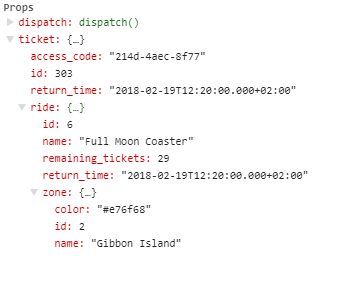 Props
dispatch: dispatch()
ticket: {…}
access_code: "214d-4aec-8f77"
id: 303
return_time: "2018-02-19T12:20:00.000+02:00"
ride: {…}
id: 6
name: "Full Moon Coaster"
remaining_tickets: 29
return_time: "2018-02-19T12:20:00.000+02:00"
zone: {…}
color: "#e76f68"
id: 2
name: "Gibbon Island"